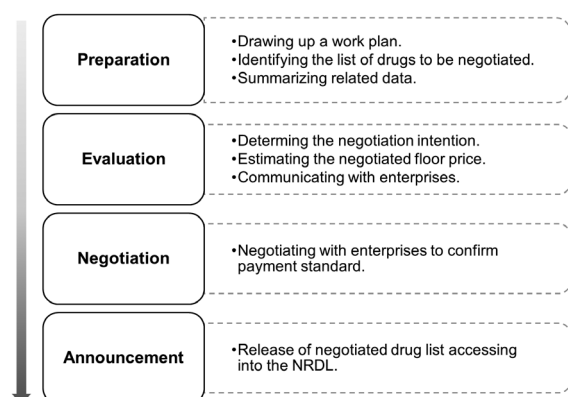 Preparation
•Drawing up a work plan.
•Identifying the list of drugs to be negotiated.
•Summarizing related data.
Evaluation
•Determing the negotiation intention.
•Estimating the negotiated floor price.
•Communicating with enterprises.
Negotiation
•Negotiating with enterprises to confirm
payment standard.
Announcement
•Release of negotiated drug list accessing
into the NRDL.